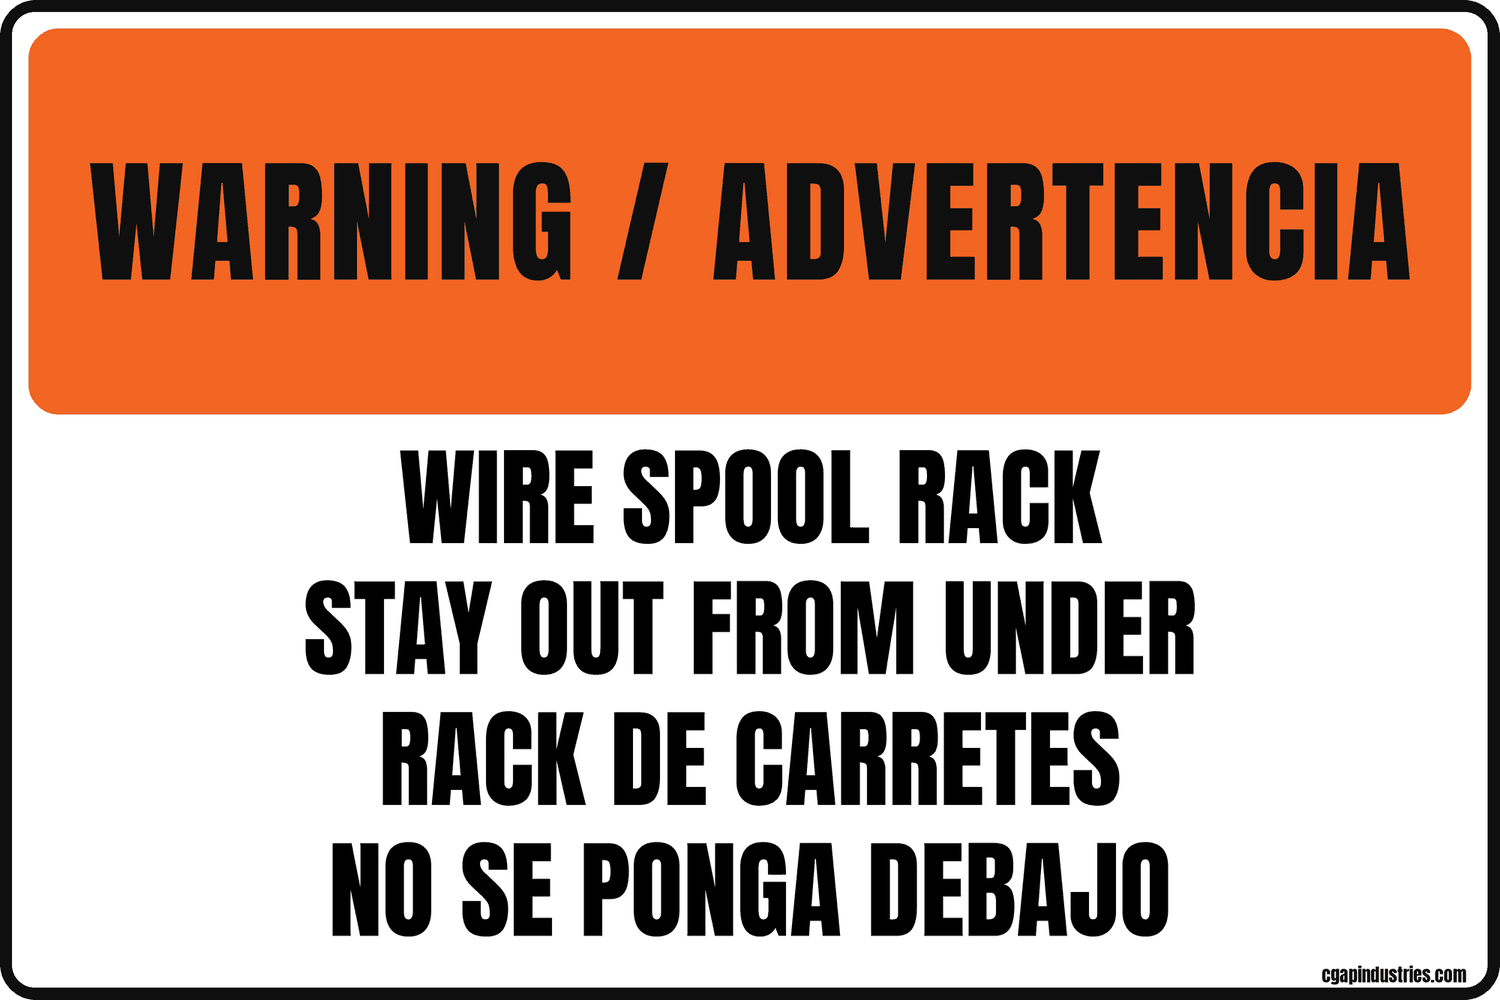 WARNING / ADVERTENCIA
WIRE SPOOL RACK
STAY OUT FROM UNDER
RACK DE CARRETES
NO SE PONGA DEBAJO
cgapindustries.com